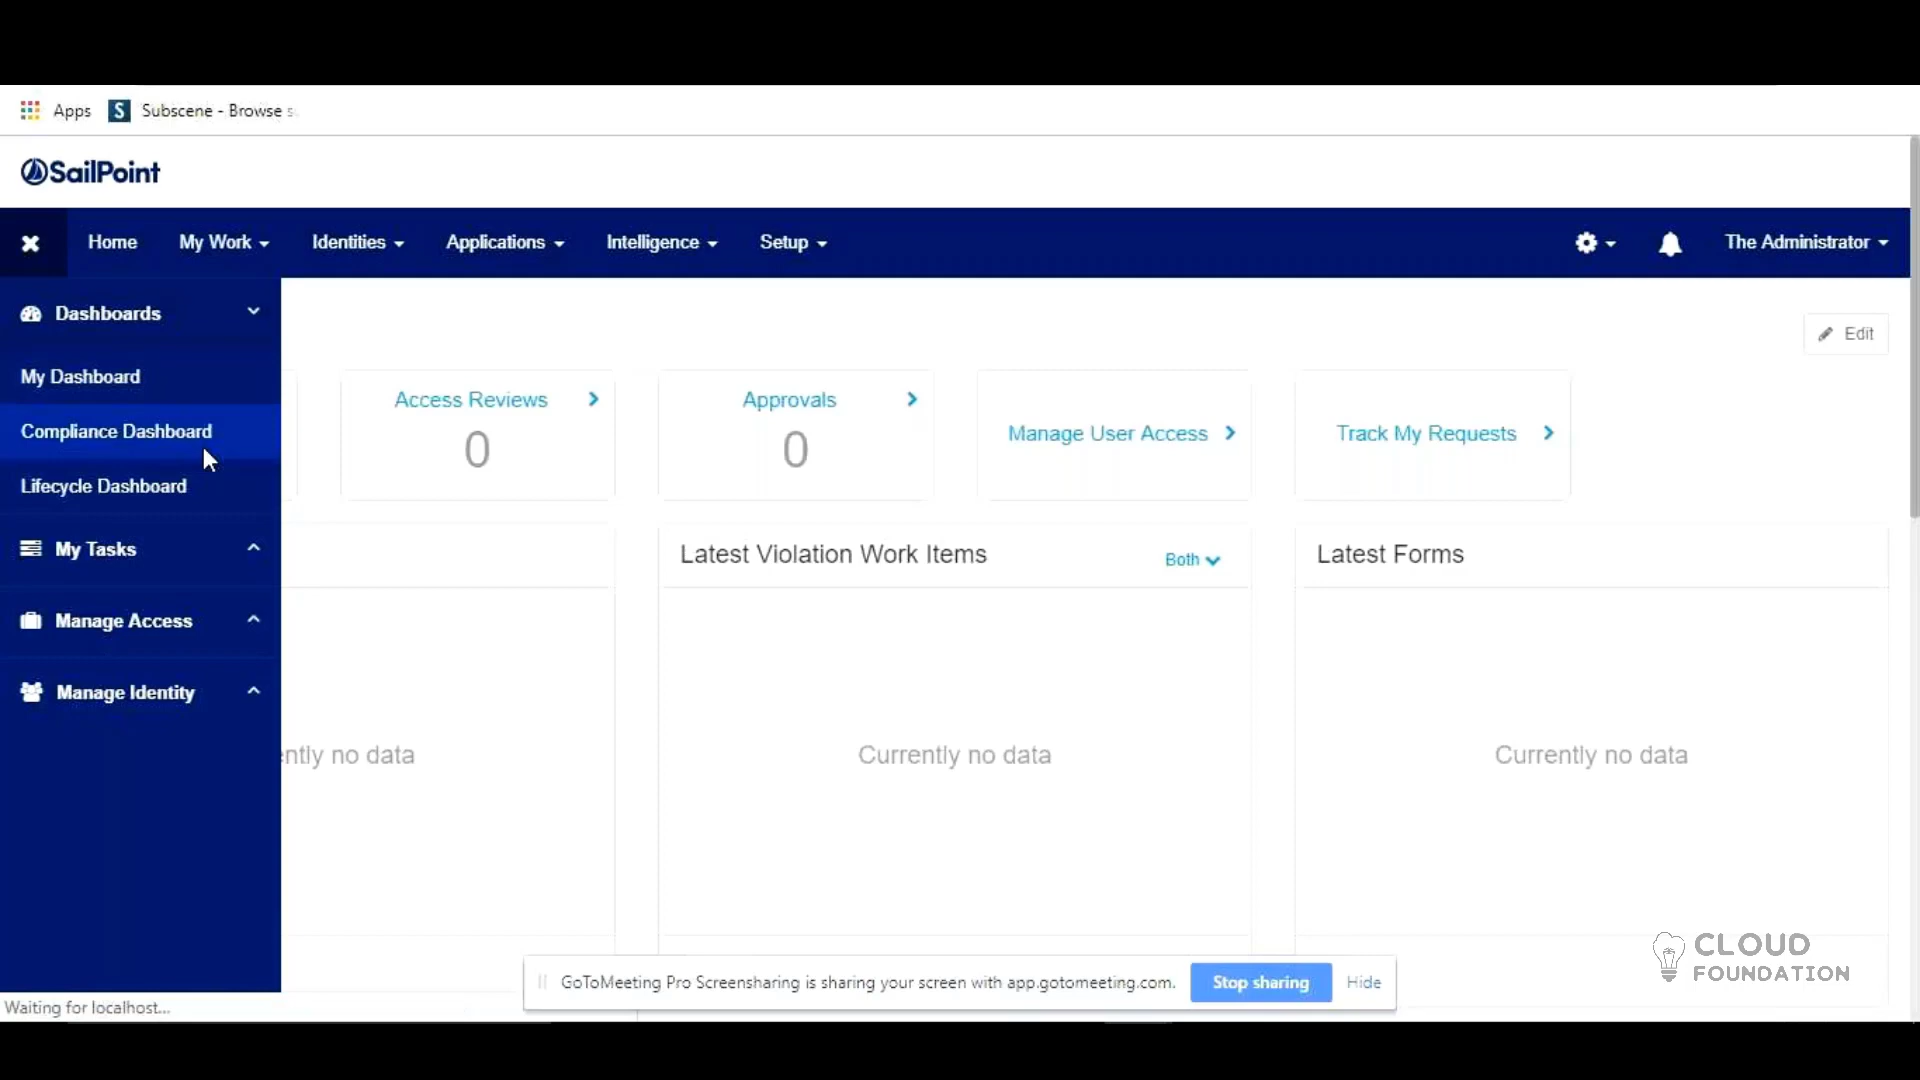 Apps
S
Subscene - Browse s
SailPoint
Home
My Work
Identities
Applications
Intelligence
Setup
The Administrator
Dashboards
My Dashboard
Compliance Dashboard
Lifecycle Dashboard
My Tasks
Manage Access
Manage Identity
Edit
Access Reviews
0
Approvals
0
Manage User Access
Track My Requests
Latest Violation Work Items
Both
Latest Forms
ntly no data
Currently no data
Currently no data
CLOUD
FOUNDATION
GoToMeeting Pro Screensharing is sharing your screen with app.gotomeeting.com.
Stop sharing
Hide
Waiting for localhost...